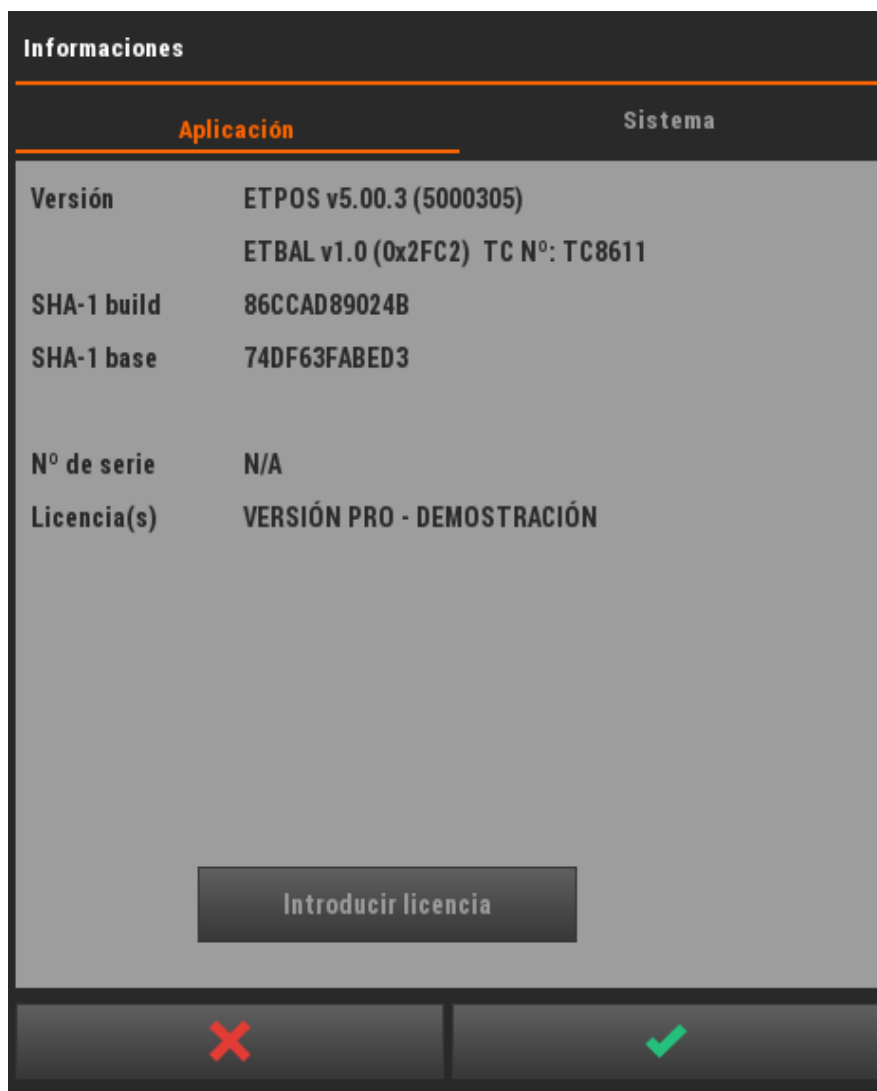 Informaciones
Aplicación Sistema
Versión ETPOS v5.00.3 (5000305)
ETBAL v1.0 (0x2FC2) TC Nº: TC8611
SHA-1 build 86CCAD89024B
SHA-1 base 74DF63FABED3
Nº de serie N/A
Licencia(s) VERSIÓN PRO - DEMOSTRACIÓN
Introducir licencia